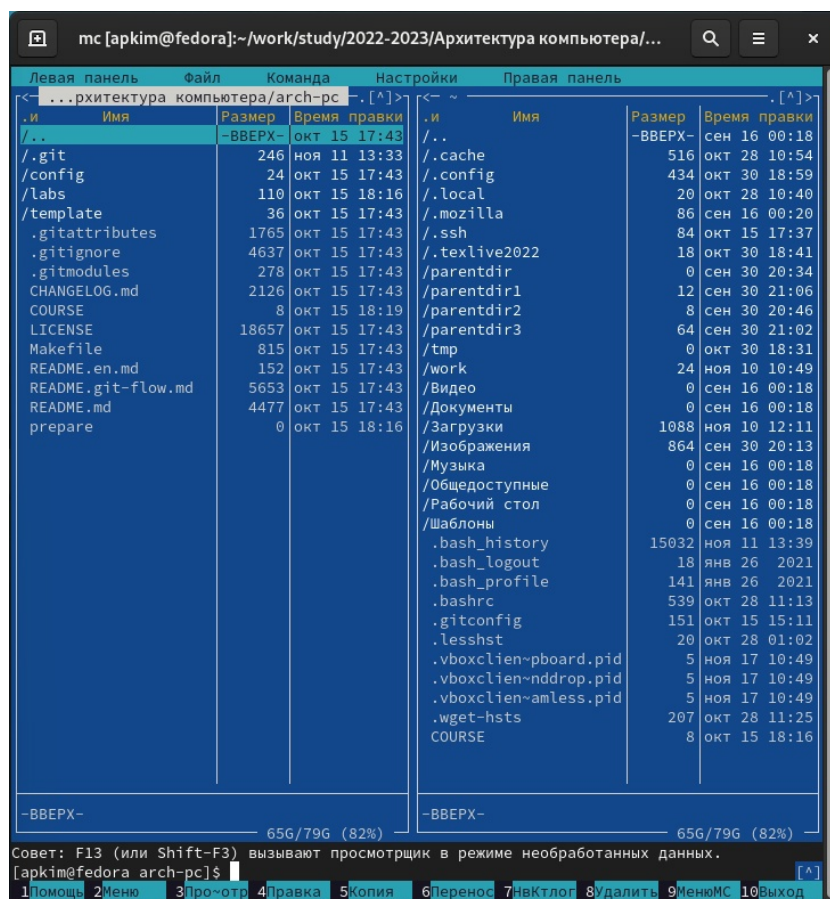 mc [apkim@fedora]:~/work/study/2022-2023/Архитектура компьютера/...
Левая панель Файл Команда Настройки Правая панель
<— ...рхитектура компьютера/arch-pc —.[^]> <— ~ —.[^]>
.и Имя Размер Время правки .и Имя Размер Время правки
/.. -ВВЕРХ- окт 15 17:43 /.. -ВВЕРХ- сен 16 00:18
/.git 246 ноя 11 13:33 /.cache 516 окт 28 10:54
/config 24 окт 15 17:43 /.config 434 окт 30 18:59
/labs 110 окт 15 18:16 /.local 20 окт 28 10:40
/template 36 окт 15 17:43 /.mozilla 86 сен 16 00:20
.gitattributes 1765 окт 15 17:43 /.ssh 84 окт 15 17:37
.gitignore 4637 окт 15 17:43 /.texlive2022 18 окт 30 18:41
.gitmodules 278 окт 15 17:43 /parentdir 0 сен 30 20:34
CHANGELOG.md 2126 окт 15 17:43 /parentdir1 12 сен 30 21:06
COURSE 8 окт 15 18:19 /parentdir2 8 сен 30 20:46
LICENSE 18657 окт 15 17:43 /parentdir3 64 сен 30 21:02
Makefile 815 окт 15 17:43 /tmp 0 окт 30 18:31
README.en.md 152 окт 15 17:43 /work 24 ноя 10 10:49
README.git-flow.md 5653 окт 15 17:43 /Видео 0 сен 16 00:18
README.md 4477 окт 15 17:43 /Документы 0 сен 16 00:18
prepare 0 окт 15 18:16 /Загрузки 1088 ноя 10 12:11
/Изображения 864 сен 30 20:13
/Музыка 0 сен 16 00:18
/Общедоступные 0 сен 16 00:18
/Рабочий стол 0 сен 16 00:18
/Шаблоны 0 сен 16 00:18
.bash_history 15032 ноя 11 13:39
.bash_logout 18 янв 26 2021
.bash_profile 141 янв 26 2021
.bashrc 539 окт 28 11:13
.gitconfig 151 окт 15 15:11
.lesshst 20 окт 28 01:02
.vboxclien~pboard.pid 5 ноя 17 10:49
.vboxclien~nddrop.pid 5 ноя 17 10:49
.vboxclien~amless.pid 5 ноя 17 10:49
.wget-hsts 207 окт 28 11:25
COURSE 8 окт 15 18:16
-ВВЕРХ- -ВВЕРХ-
65G/79G (82%) 65G/79G (82%)
Совет: F13 (или Shift-F3) вызывают просмотрщик в режиме необработанных данных.
[apkim@fedora arch-pc]$ [^]
1Помощь 2Меню 3Про~отр 4Правка 5Копия 6Перенос 7НвКтлог 8Удалить 9МенюМС 10Выход